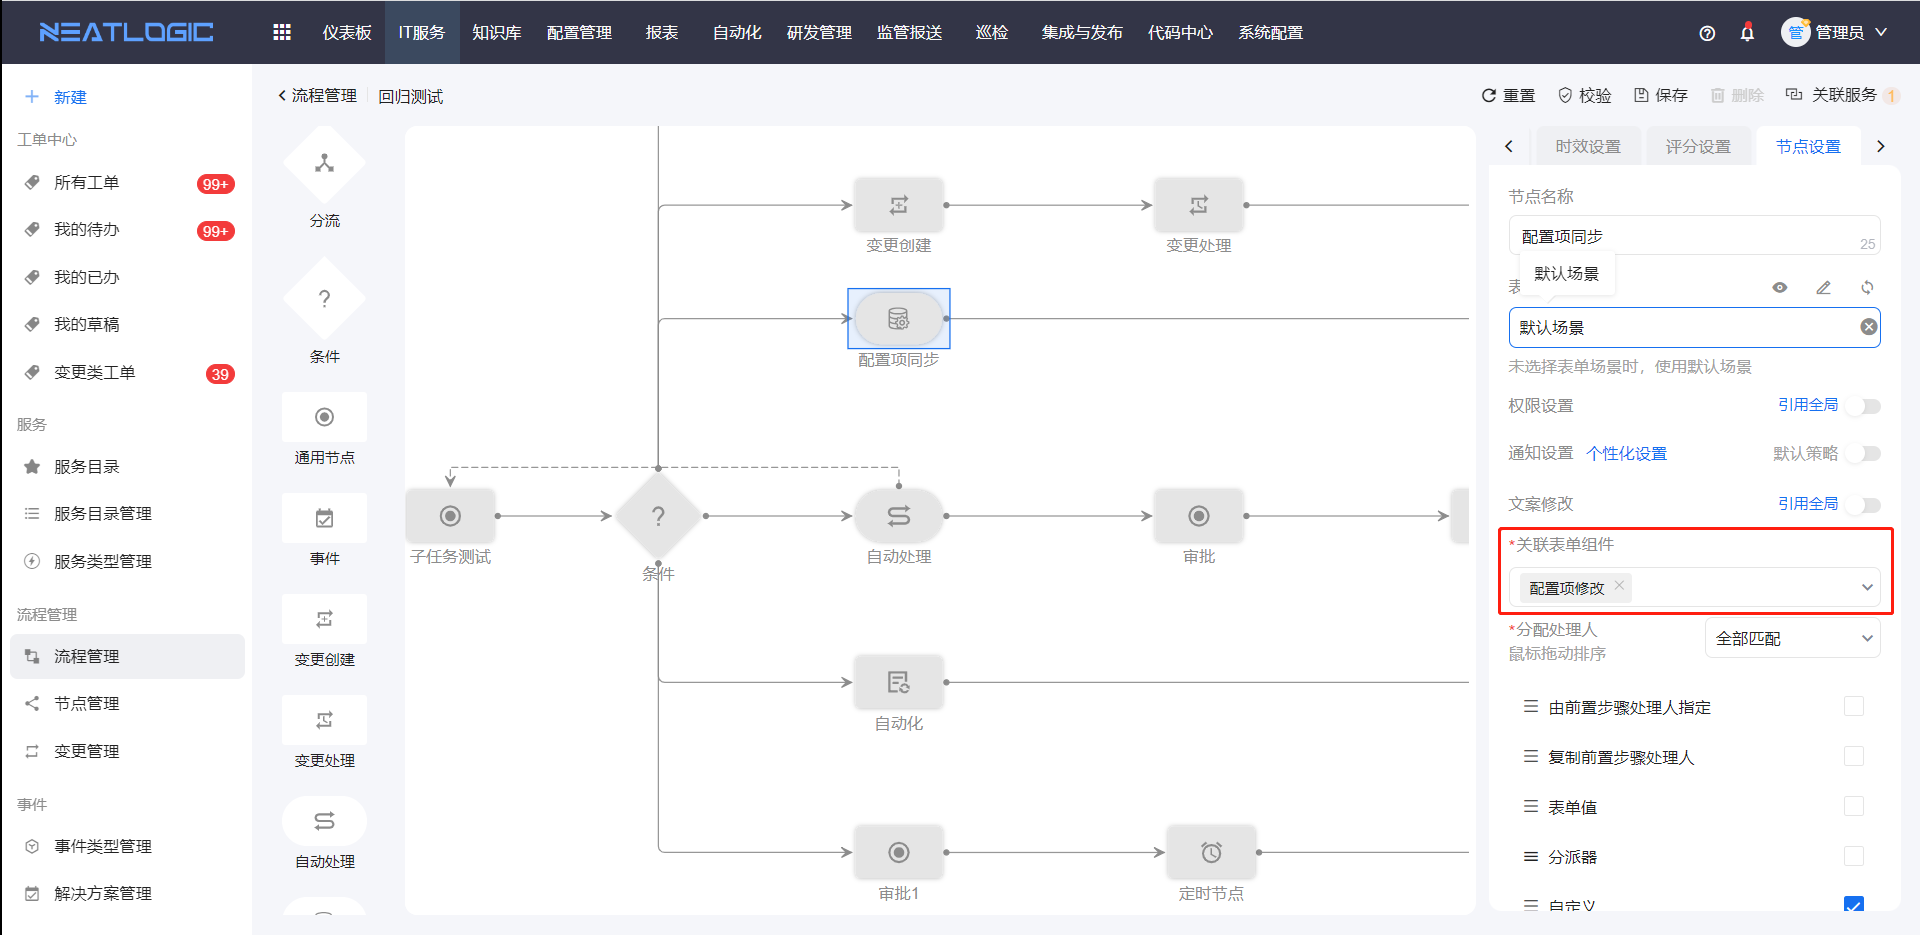 NEATLOGIC
仪表板
IT服务
知识库
配置管理
报表
自动化
研发管理
监管报送
巡检
集成与发布
代码中心
系统配置
管
管理员
新建
工单中心
所有工单
99+
我的待办
99+
我的已办
我的草稿
变更类工单
39
服务
服务目录
服务目录管理
服务类型管理
流程管理
流程管理
节点管理
变更管理
事件
事件类型管理
解决方案管理
流程管理
回归测试
重置
校验
保存
删除
关联服务
1
分流
条件
通用节点
事件
变更创建
变更处理
自动处理
变更创建
变更处理
配置项同步
子任务测试
条件
自动处理
审批
自动化
审批1
定时节点
时效设置
评分设置
节点设置
节点名称
配置项同步
25
默认场景
表
默认场景
未选择表单场景时，使用默认场景
权限设置
引用全局
通知设置
个性化设置
默认策略
文案修改
引用全局
*关联表单组件
配置项修改
*分配处理人
鼠标拖动排序
全部匹配
由前置步骤处理人指定
复制前置步骤处理人
表单值
分派器
自定义